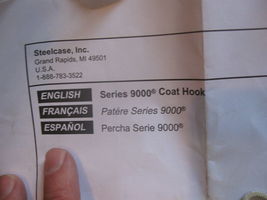 Steelcase, Inc.
Grand Rapids, MI 49501
U.S.A.
1-888-783-3522
ENGLISH Series 9000® Coat Hook
FRANÇAIS Patére Series 9000®
ESPAÑOL Percha Serie 9000®